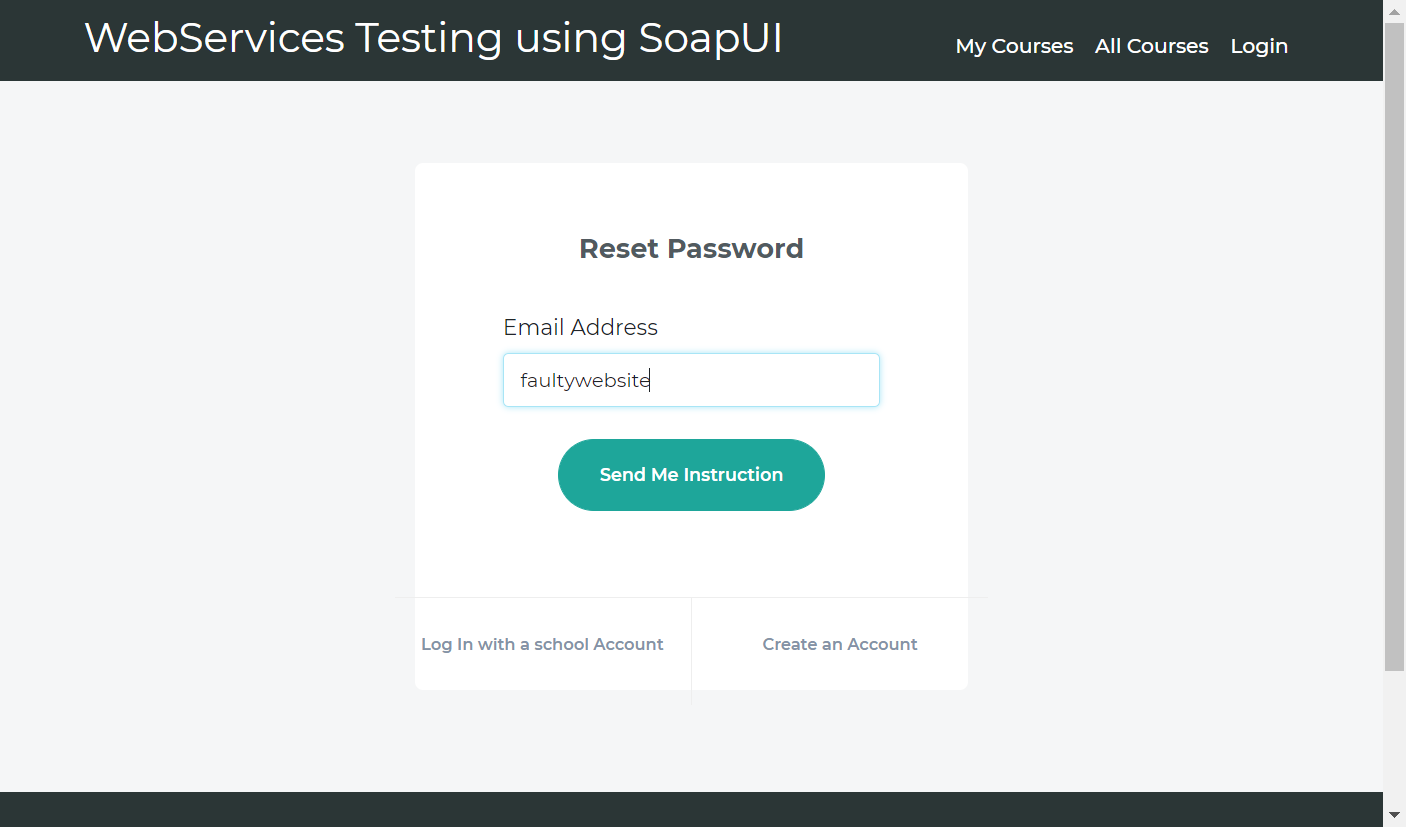 WebServices Testing using SoapUI
My Courses All Courses Login
Reset Password
Email Address
faultywebsite
Send Me Instruction
Log In with a school Account
Create an Account